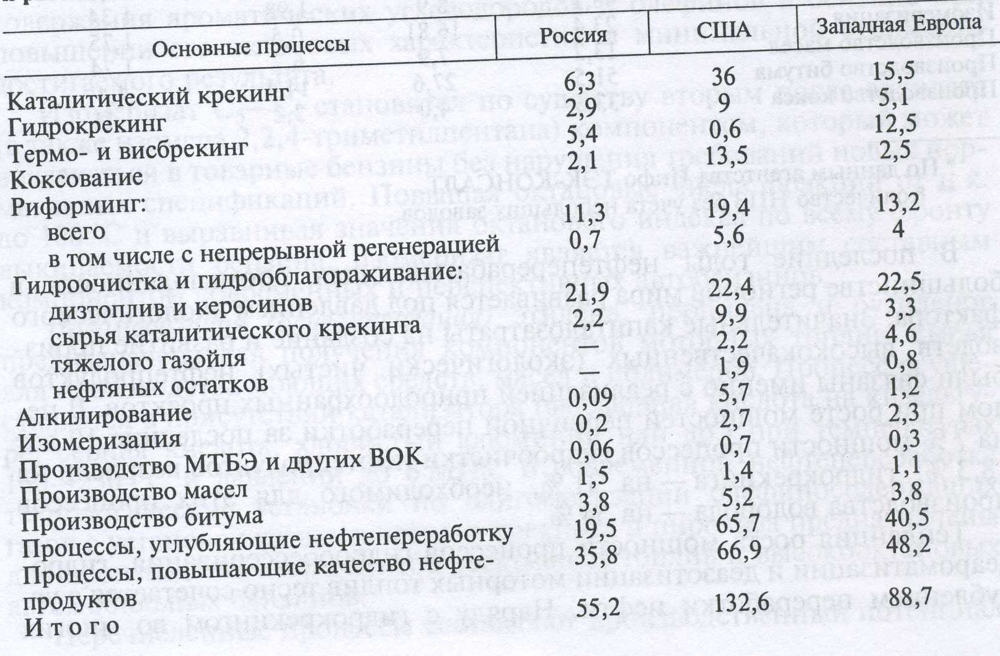 Основные процессы Россия США Западная Европа
Каталитический крекинг 6,3 36 15,5
Гидрокрекинг 2,9 9 5,1
Термо- и висбрекинг 5,4 0,6 12,5
Коксование 2,1 13,5 2,5
Риформинг:
всего 11,3 19,4 13,2
в том числе с непрерывной регенерацией 0,7 5,6 4
Гидроочистка и гидрооблагораживание:
дизтоплив и керосинов 21,9 22,4 22,5
сырья каталитического крекинга 2,2 9,9 3,3
тяжелого газойля — 2,2 4,6
нефтяных остатков — 1,9 0,8
Алкилирование 0,09 5,7 1,2
Изомеризация 0,2 2,7 2,3
Производство МТБЭ и других ВОК 0,06 0,7 0,3
Производство масел 1,5 1,4 1,1
Производство битума 3,8 5,2 3,8
Процессы, углубляющие нефтепереработку 19,5 65,7 40,5
Процессы, повышающие качество нефте- 35,8 66,9 48,2
продуктов
Итого 55,2 132,6 88,7